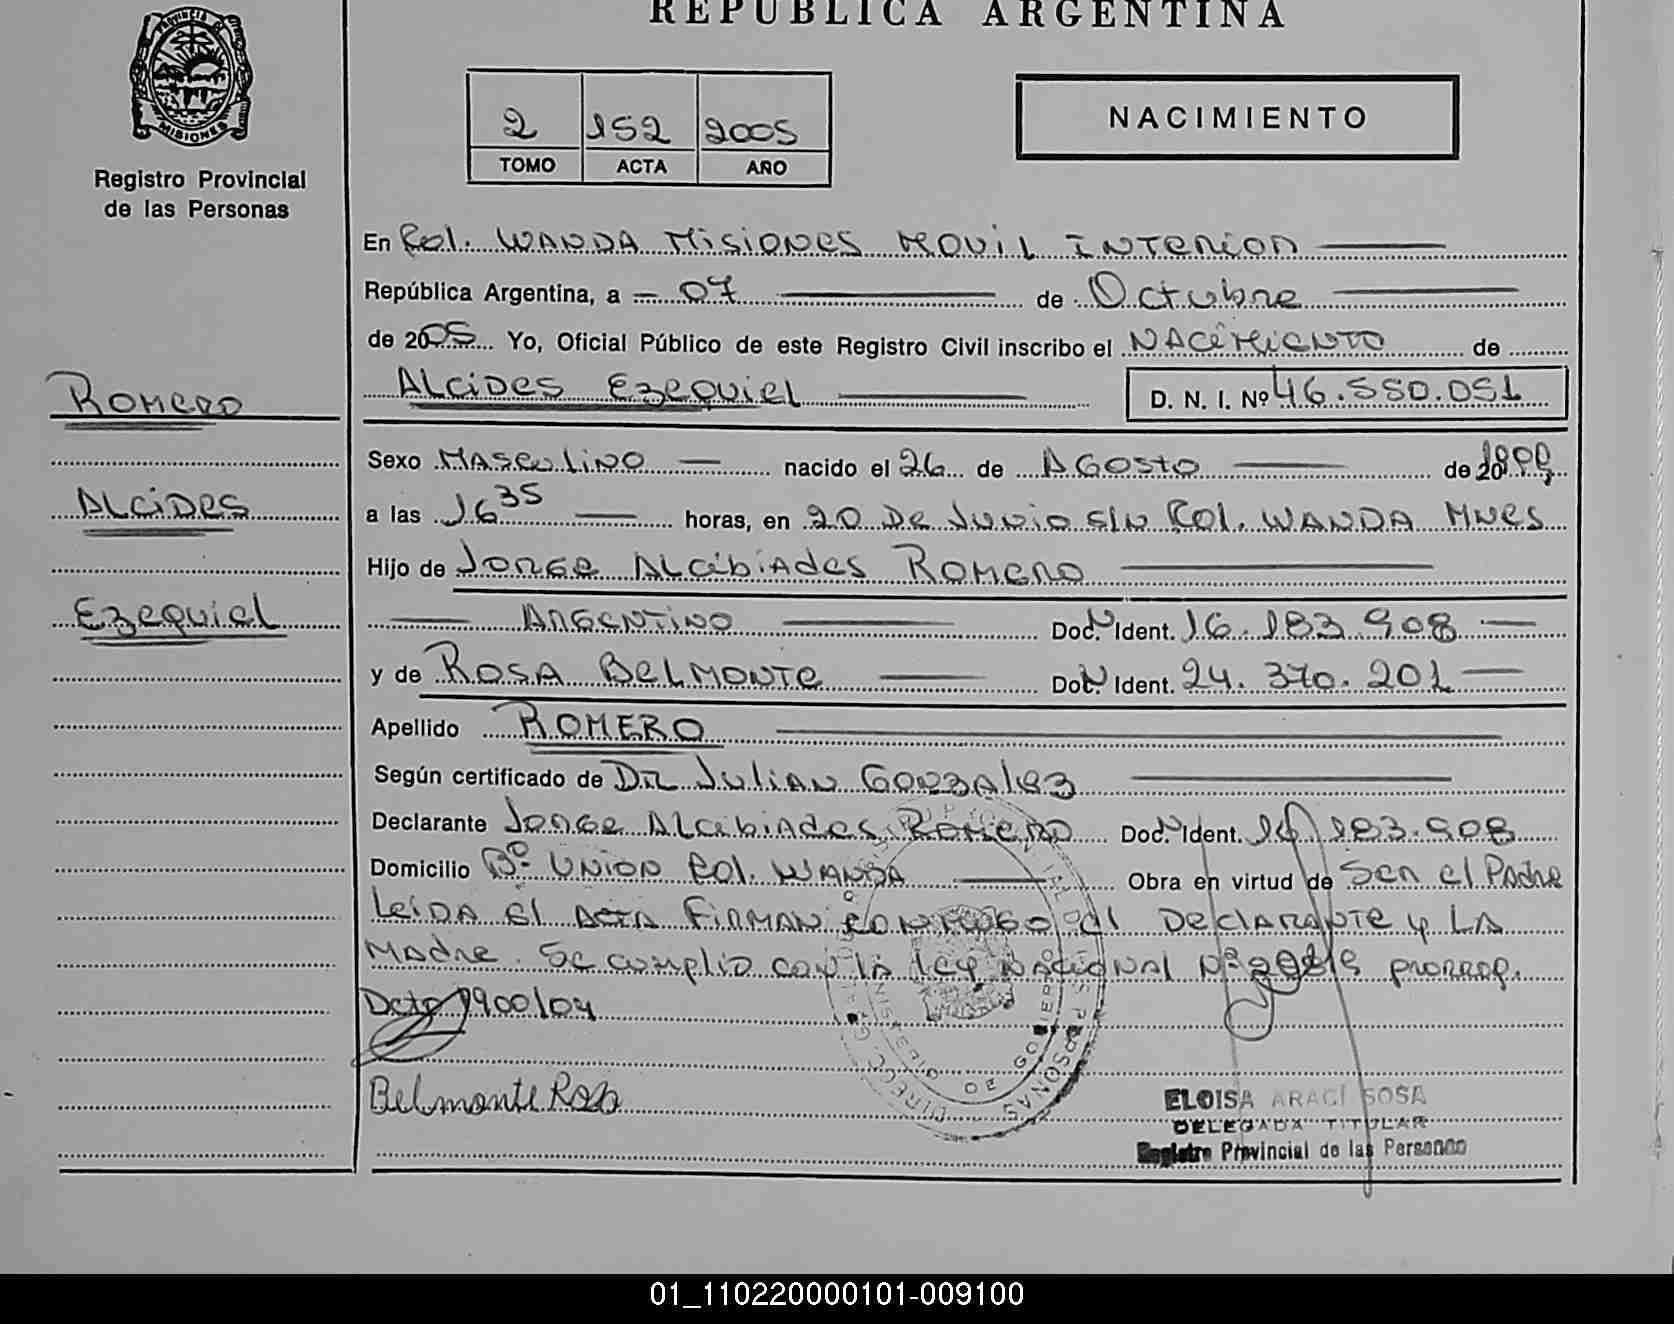 REPUBLICA ARGENTINA
PROVINCIA DE
MISIONES
Registro Provincial
de las Personas
2 152 2005
TOMO ACTA AÑO
NACIMIENTO
En Col. WANDA Misiones Movil Interior
República Argentina, a 07 de Octubre
de 2005 Yo, Oficial Público de este Registro Civil inscribo el NACIMIENTO de
Alcides Ezequiel D. N. I. Nº 46.550.051
Romero
Alcides
Ezequiel
Sexo Masculino nacido el 26 de Agosto de 20
a las 16 35 horas, en 20 De Junio S/N Col. WANDA Mnes
Hijo de Jorge Alcibiades Romero
Argentino Doc. Ident. 16.183.908
y de Rosa Belmonte Doc. Ident. 24.370.201
Apellido ROMERO
Según certificado de Dr. Julian Gonzalez
Declarante Jorge Alcibiades Romero Doc. Ident. 16.183.908
Domicilio Bº Union Col. WANDA Obra en virtud de Ser el Padre
Leida el Acta Firman conmigo el Declarante y LA
Madre. Se cumplio con la ley Nacional Nº prorrog.
Dcto 1900/04
Belmonte Rosa
ELOISA ARACI SOSA
DELEGADA TITULAR
Registro Provincial de las Personas
01_110220000101-009100